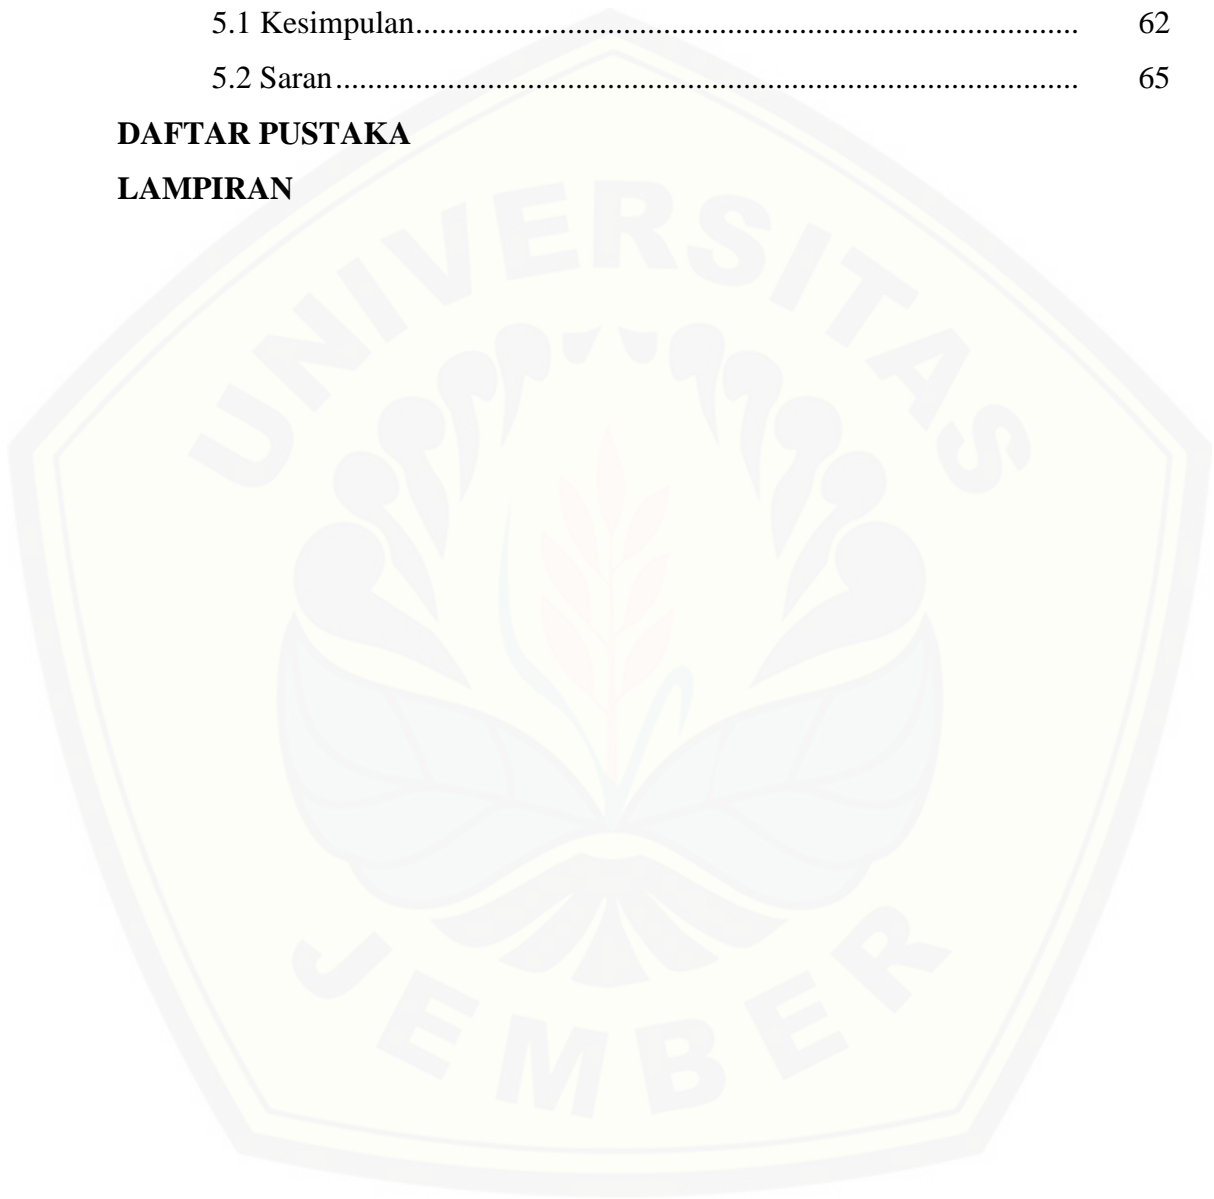 5.1 Kesimpulan.................................................................................... 62
5.2 Saran.............................................................................................. 65
DAFTAR PUSTAKA
LAMPIRAN
UNIVERSITAS
JEMBER